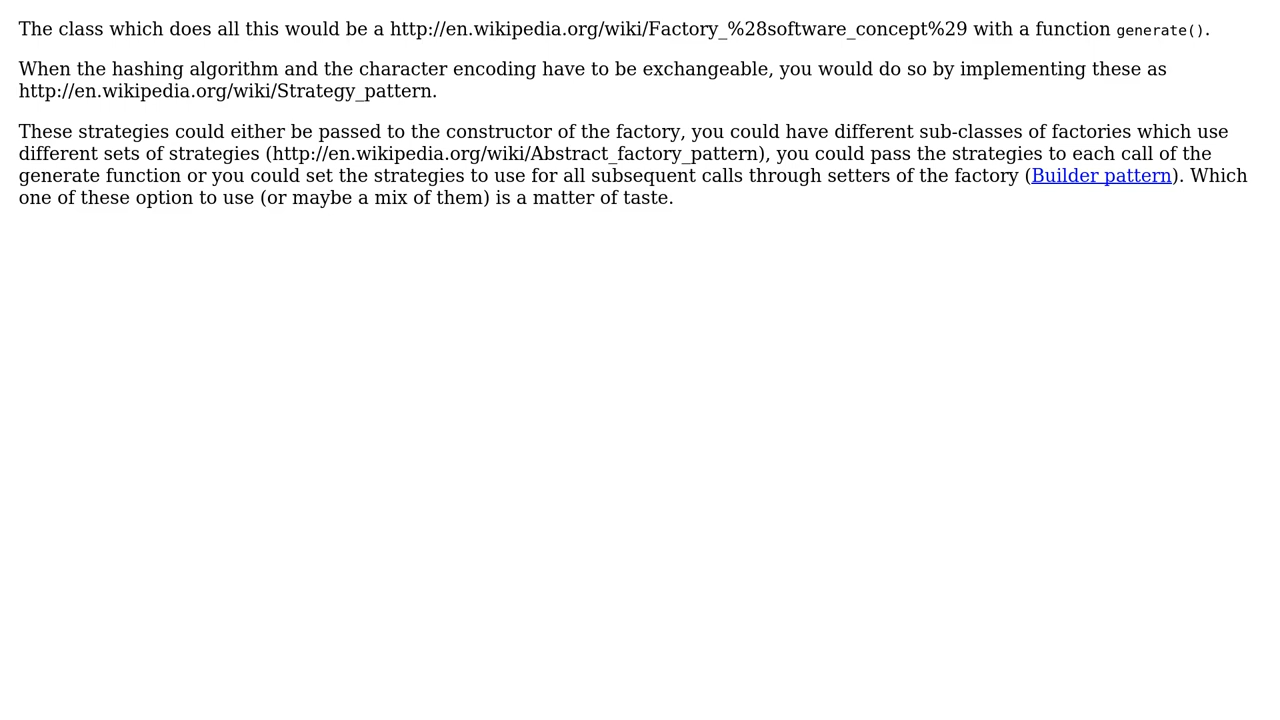 The class which does all this would be a http://en.wikipedia.org/wiki/Factory_%28software_concept%29 with a function generate().
When the hashing algorithm and the character encoding have to be exchangeable, you would do so by implementing these as
http://en.wikipedia.org/wiki/Strategy_pattern.
These strategies could either be passed to the constructor of the factory, you could have different sub-classes of factories which use
different sets of strategies (http://en.wikipedia.org/wiki/Abstract_factory_pattern), you could pass the strategies to each call of the
generate function or you could set the strategies to use for all subsequent calls through setters of the factory (Builder pattern). Which
one of these option to use (or maybe a mix of them) is a matter of taste.